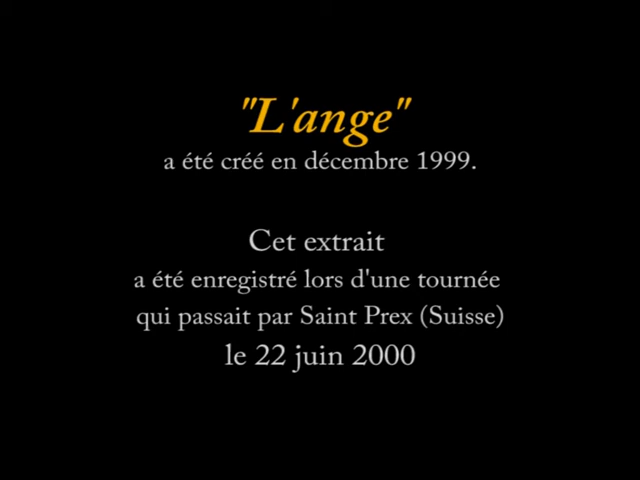 "L'ange"
a été créé en décembre 1999.
Cet extrait
a été enregistré lors d'une tournée
qui passait par Saint Prex (Suisse)
le 22 juin 2000